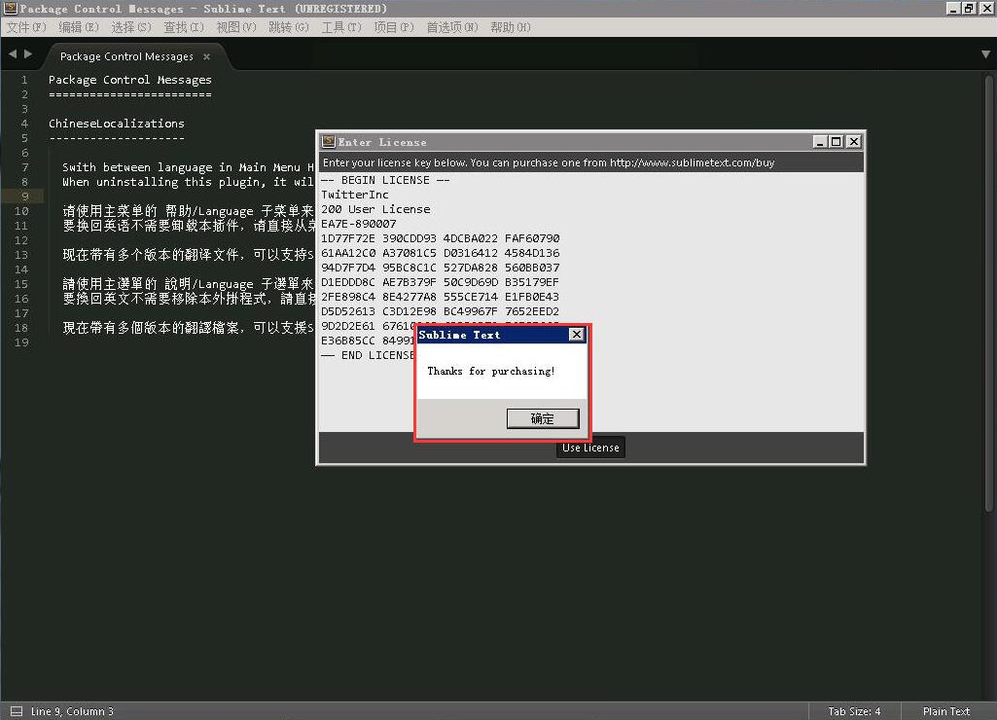 Package Control Messages - Sublime Text (UNREGISTERED)
文件(F) 编辑(E) 选择(S) 查找(I) 视图(V) 跳转(G) 工具(T) 项目(P) 首选项(N) 帮助(H)
Package Control Messages
1 Package Control Messages
2 ========================
3
4 ChineseLocalizations
5 --------------------
6
7 Swith between language in Main Menu H
8 When uninstalling this plugin, it wil
9
10 请使用主菜单的 帮助/Language 子菜单来
11 要换回英语不需要卸载本插件，请直接从
12
13 现在带有多个版本的翻译文件，可以支持S
14
15 請使用主選單的 說明/Language 子選單來
16 要換回英文不需要移除本外掛程式，請直接
17
18 現在帶有多個版本的翻譯檔案，可以支援S
19
Enter License
Enter your license key below. You can purchase one from http://www.sublimetext.com/buy
—– BEGIN LICENSE —–
TwitterInc
200 User License
EA7E-890007
1D77F72E 390CDD93 4DCBA022 FAF60790
61AA12C0 A37081C5 D0316412 4584D136
94D7F7D4 95BC8C1C 527DA828 560BB037
D1EDDD8C AE7B379F 50C9D69D B35179EF
2FE898C4 8E4277A8 555CE714 E1FB0E43
D5D52613 C3D12E98 BC49967F 7652EED2
9D2D2E61 67610
E36B85CC 8499
—— END LICENSE
Sublime Text
Thanks for purchasing!
确定
Use License
Line 9, Column 3
Tab Size: 4
Plain Text